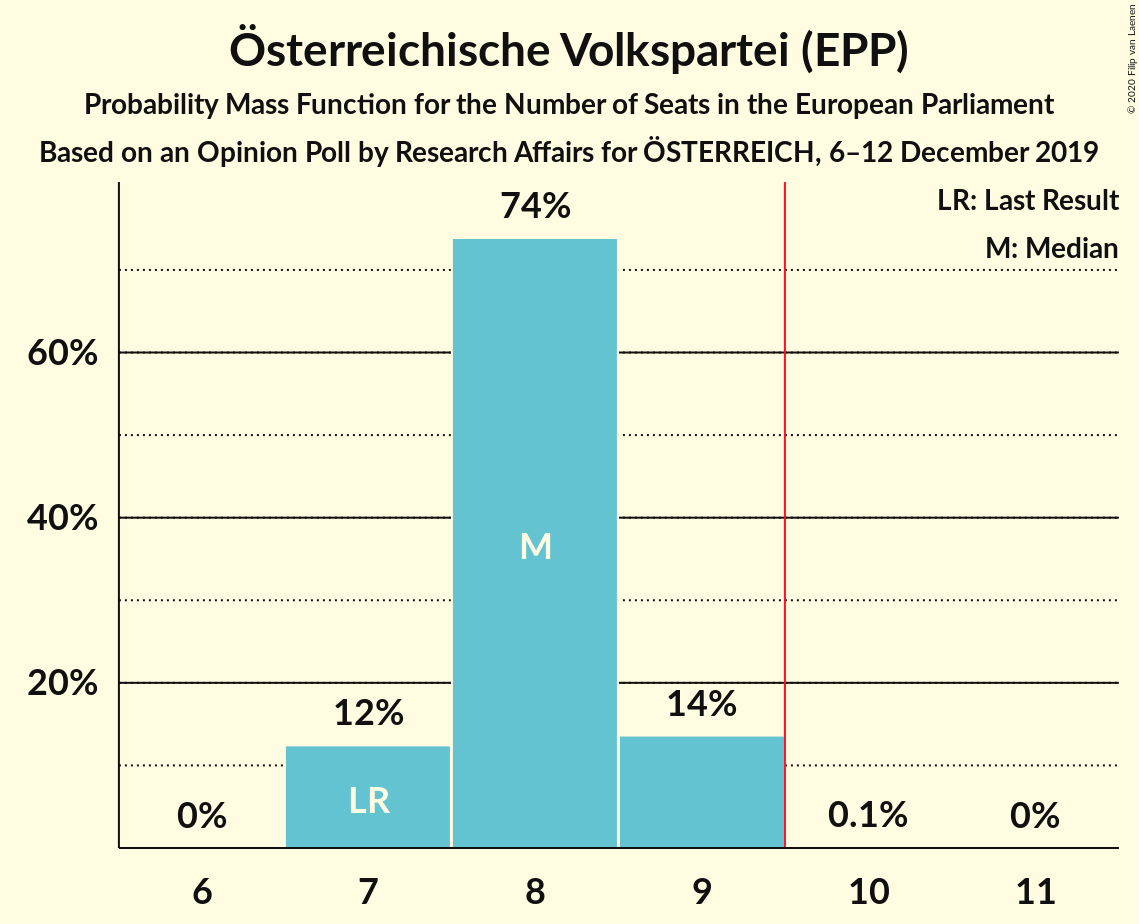 Österreichische Volkspartei (EPP)
Probability Mass Function for the Number of Seats in the European Parliament
Based on an Opinion Poll by Research Affairs for ÖSTERREICH, 6–12 December 2019
© 2020 Filip van Laenen
LR: Last Result
M: Median
74%
60%
M
40%
20%
12%
14%
LR
0%
0.1%
0%
6 7 8 9 10 11